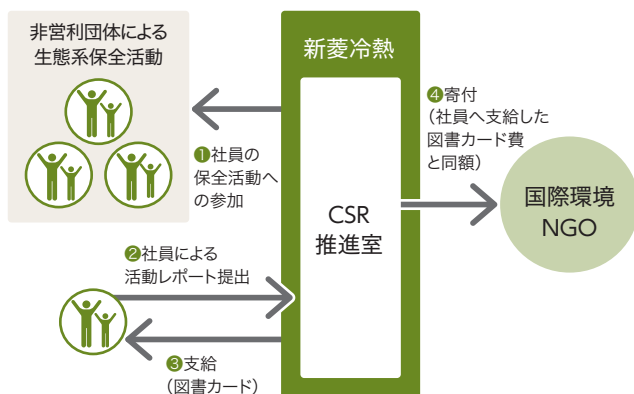 非営利団体による
生態系保全活動
新菱冷熱
CSR
推進室
❶社員の
保全活動へ
の参加
❷社員による
活動レポート提出
❸支給
（図書カード）
❹寄付
（社員へ支給した
図書カード費
と同額）
国際環境
NGO